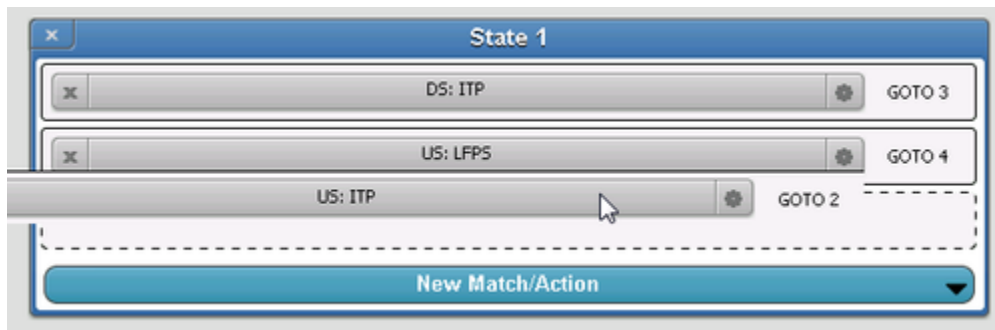 State 1
DS: ITP GOTO 3
US: LFPS GOTO 4
US: ITP GOTO 2
New Match/Action